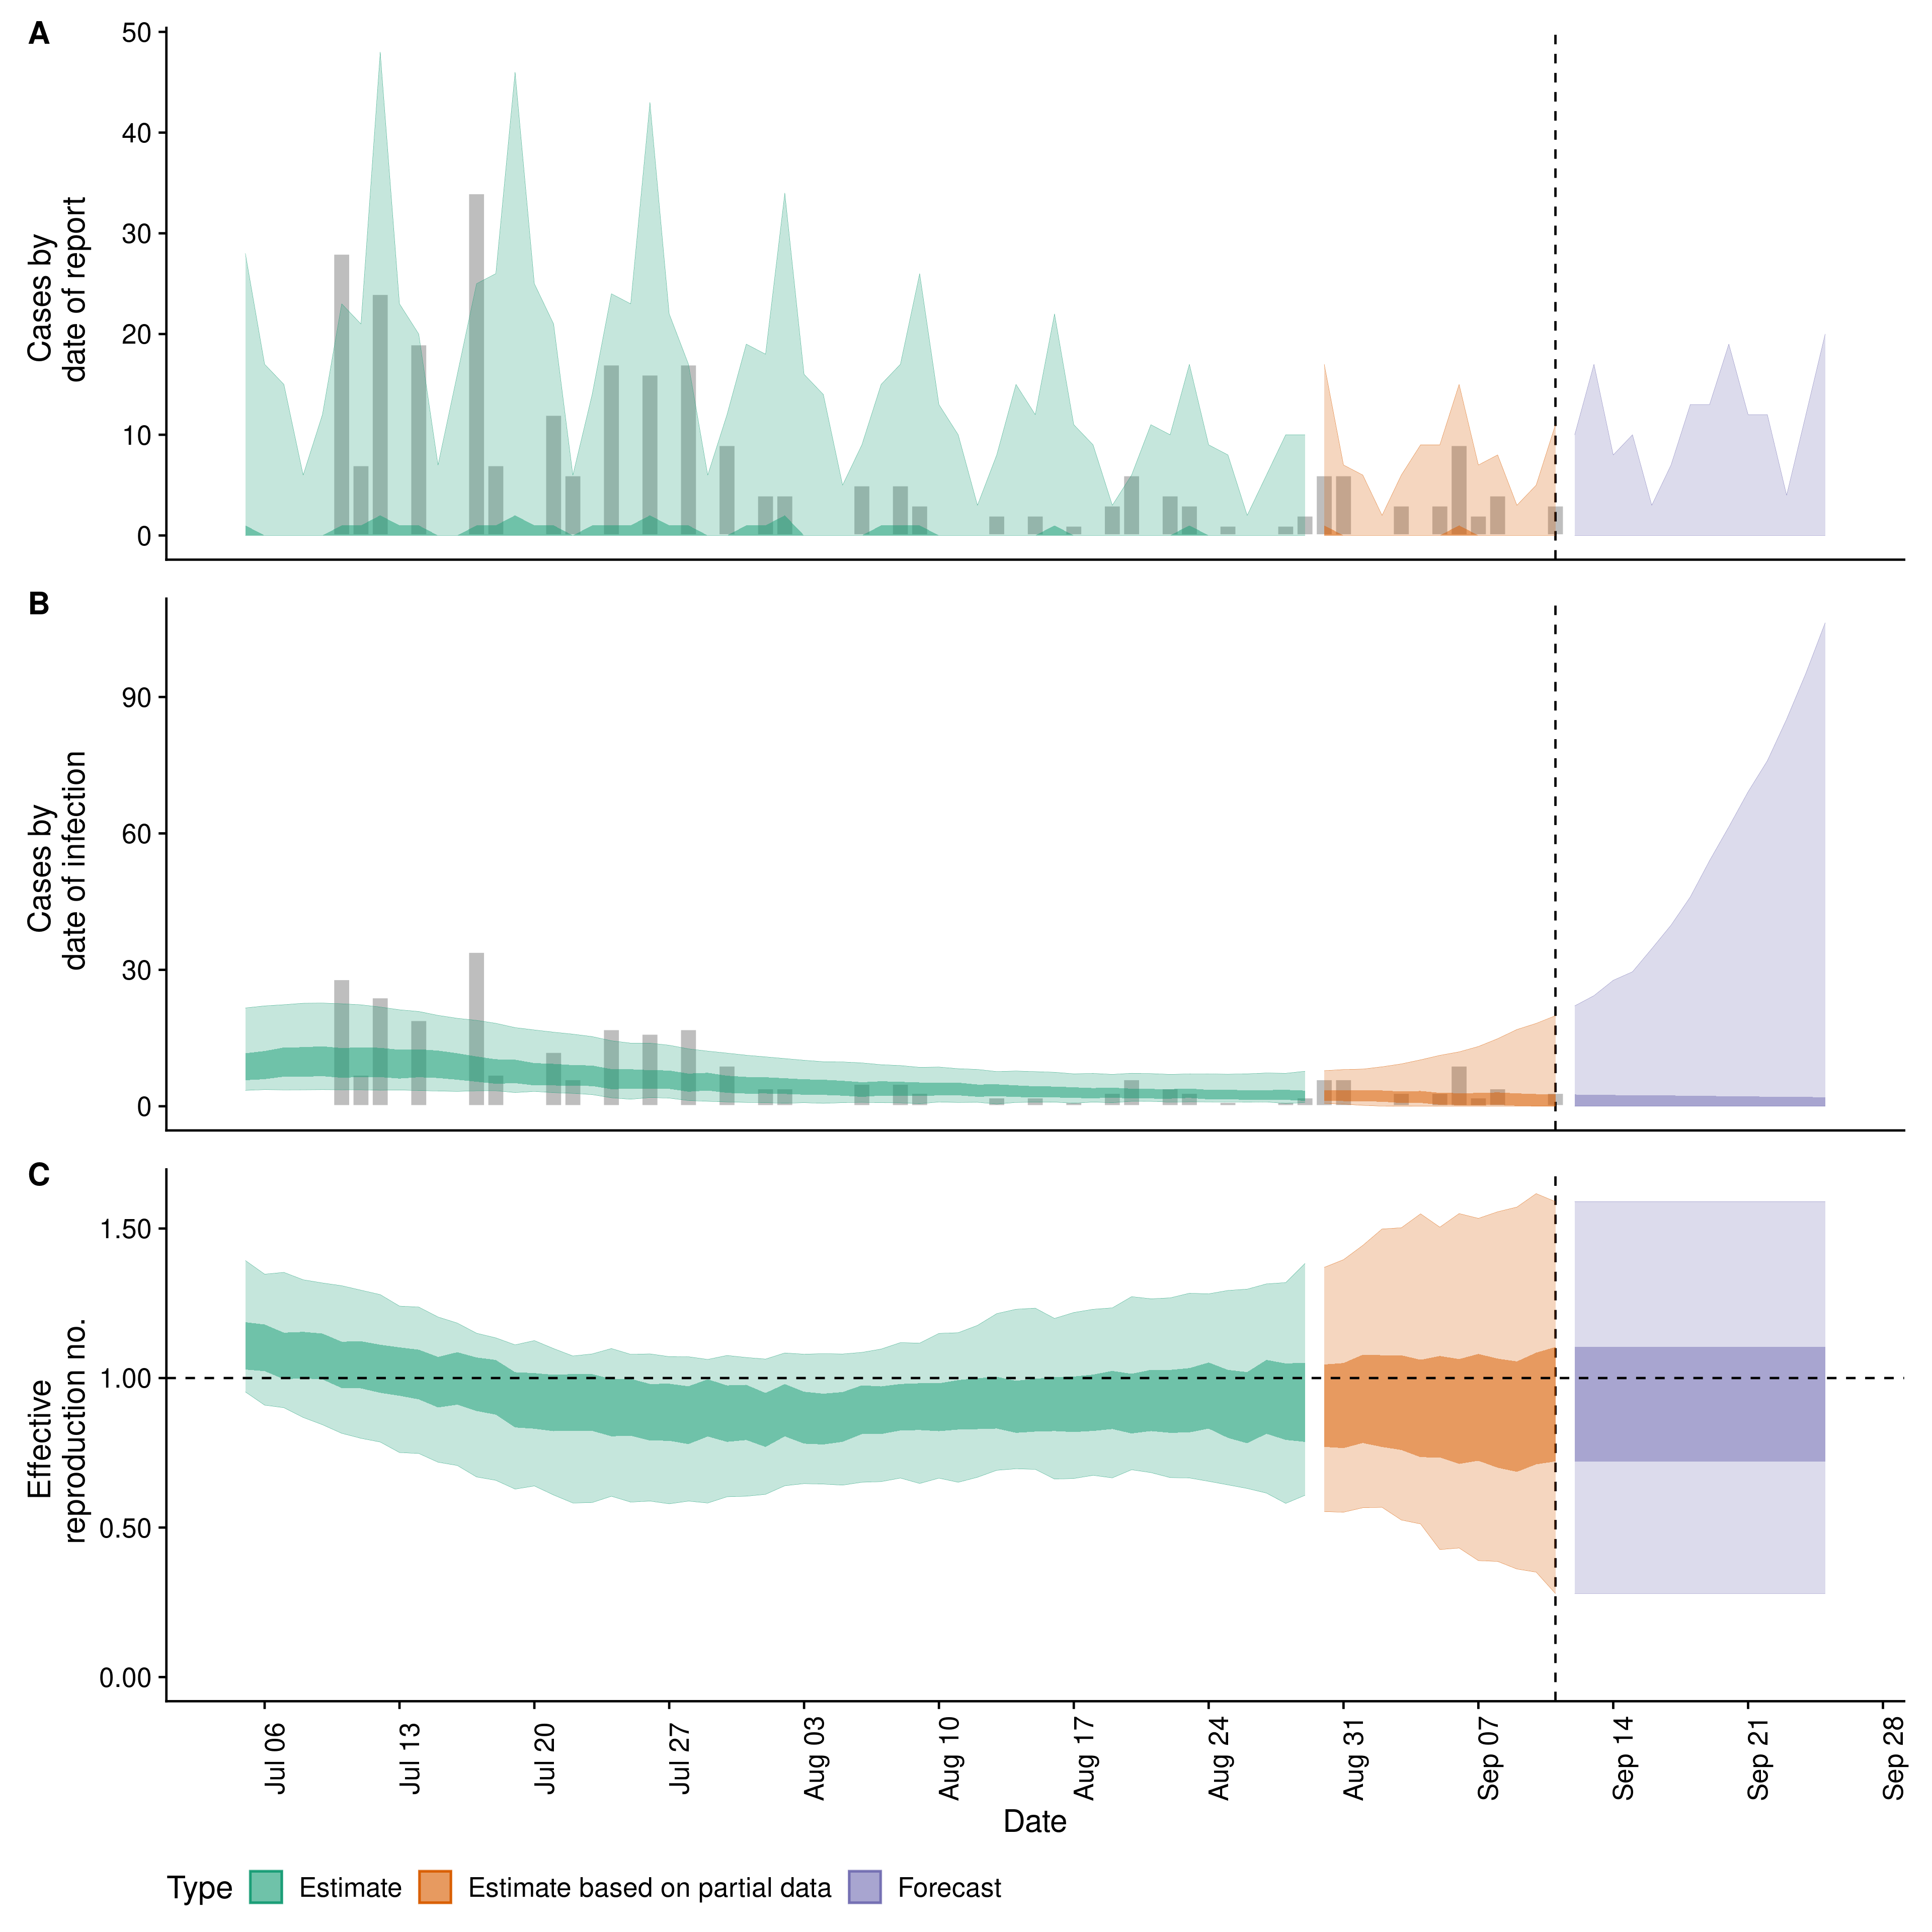 A
50
40
30
20
10
0
Cases by
date of report
B
90
60
30
0
Cases by
date of infection
C
1.50
1.00
0.50
0.00
Effective
reproduction no.
Jul 06
Jul 13
Jul 20
Jul 27
Aug 03
Aug 10
Aug 17
Aug 24
Aug 31
Sep 07
Sep 14
Sep 21
Sep 28
Date
Type Estimate Estimate based on partial data Forecast